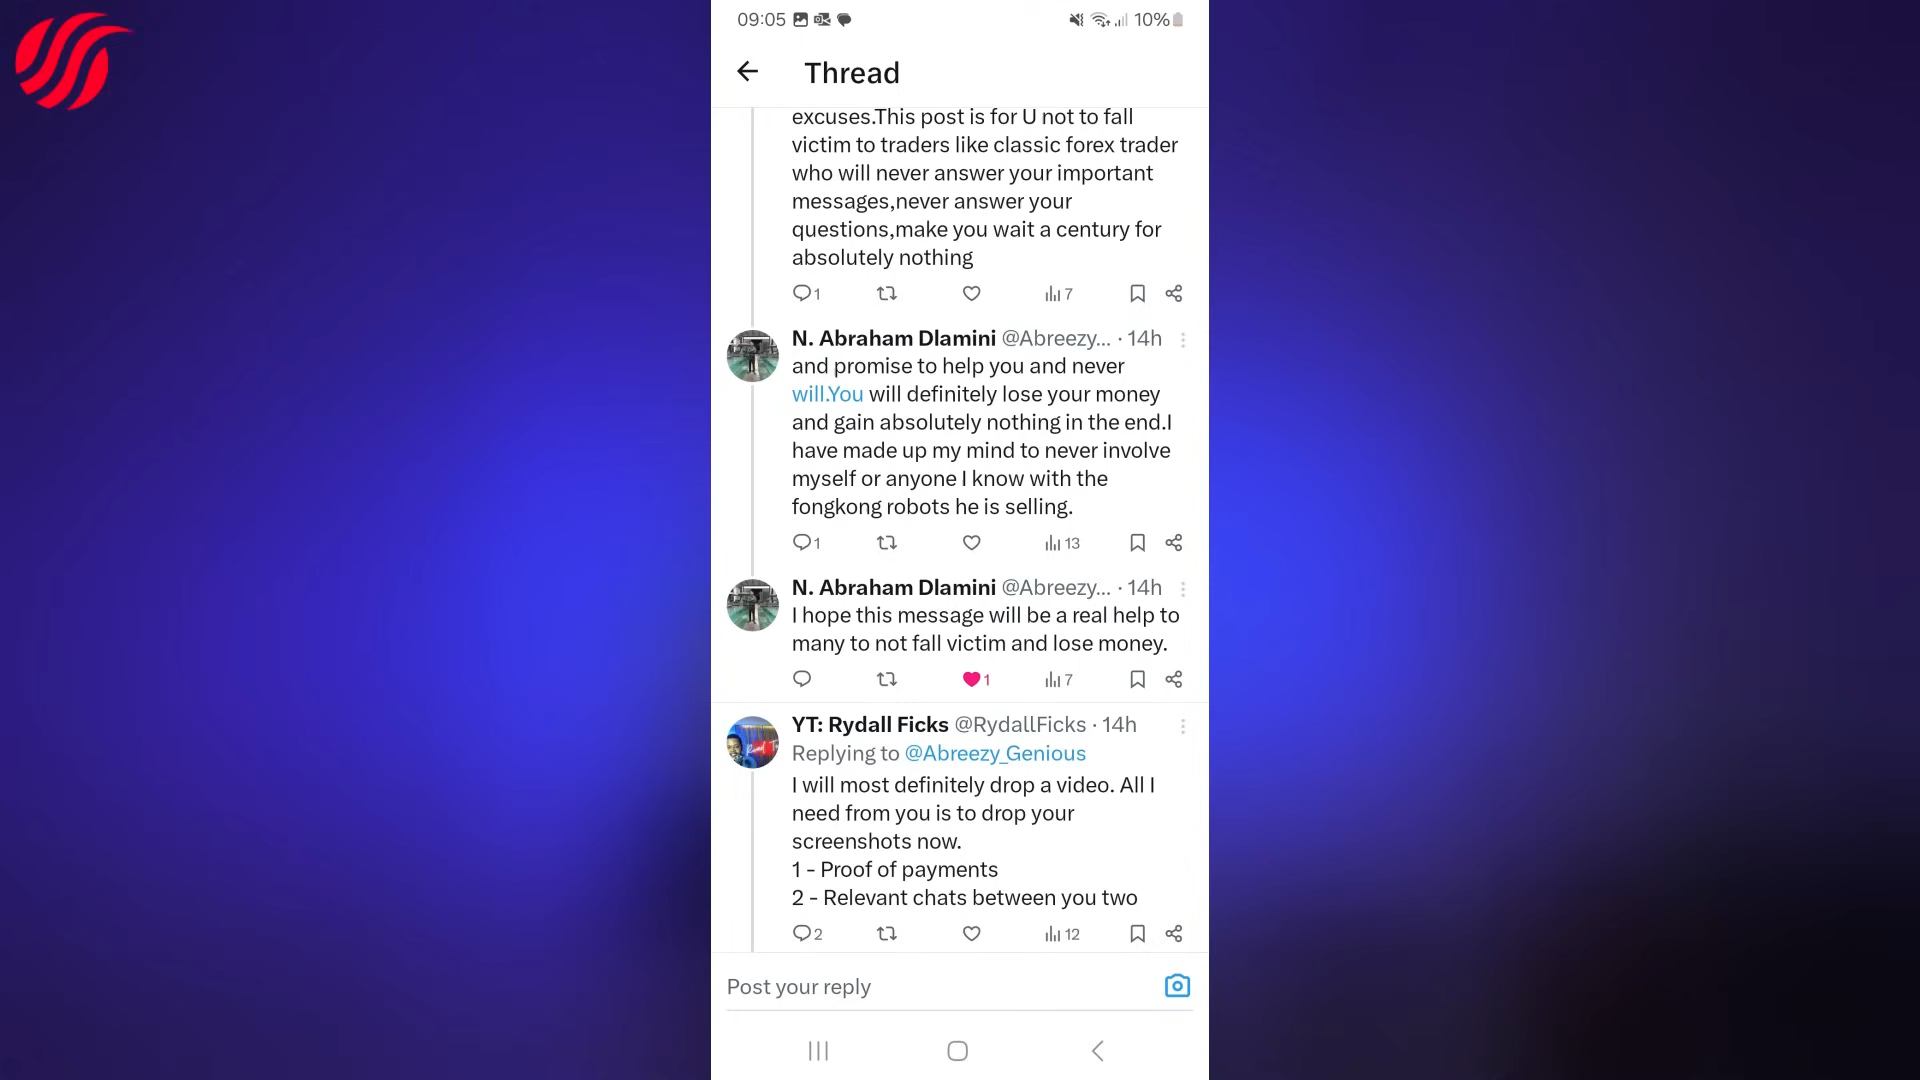 09:05
10%
Thread
excuses.This post is for U not to fall
victim to traders like classic forex trader
who will never answer your important
messages,never answer your
questions,make you wait a century for
absolutely nothing
1
7
N. Abraham Dlamini @Abreezy... · 14h
and promise to help you and never
will.You will definitely lose your money
and gain absolutely nothing in the end.I
have made up my mind to never involve
myself or anyone I know with the
fongkong robots he is selling.
1
13
N. Abraham Dlamini @Abreezy... · 14h
I hope this message will be a real help to
many to not fall victim and lose money.
1
7
YT: Rydall Ficks @RydallFicks · 14h
Replying to @Abreezy_Genious
I will most definitely drop a video. All I
need from you is to drop your
screenshots now.
1 - Proof of payments
2 - Relevant chats between you two
2
12
Post your reply